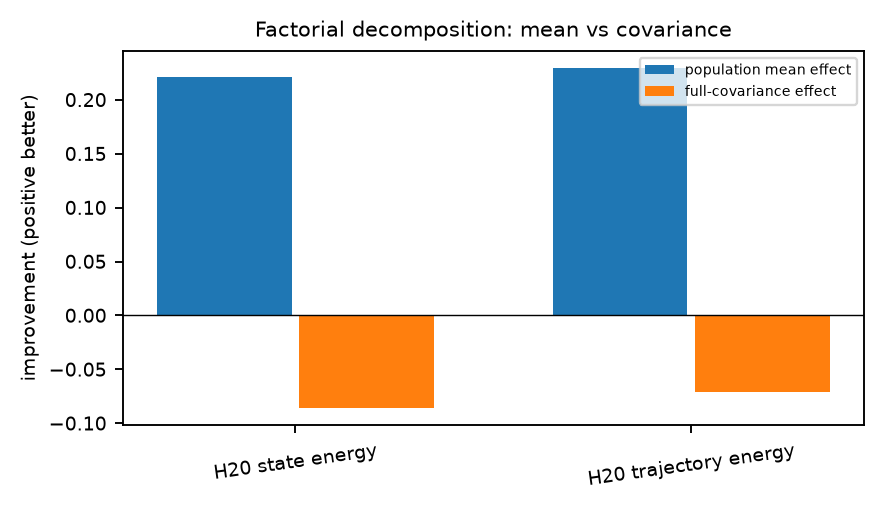 Factorial decomposition: mean vs covariance
population mean effect
full-covariance effect
improvement (positive better)
0.20
0.15
0.10
0.05
0.00
−0.05
−0.10
H20 state energy
H20 trajectory energy